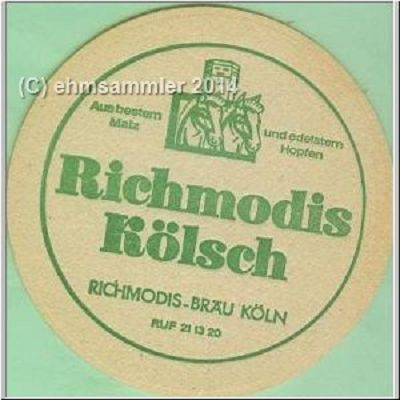 (C) ehmsammler 2014
Aus bestem
Malz
und edelstem
Hopfen
Richmodis
Kölsch
RICHMODIS-BRÄU KÖLN
RUF 21 13 20